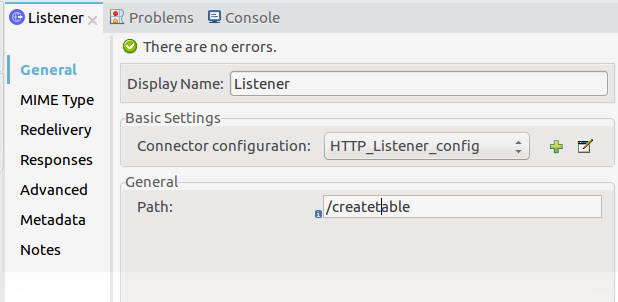 Listener
Problems
Console
There are no errors.
General
MIME Type
Redelivery
Responses
Advanced
Metadata
Notes
Display Name: Listener
Basic Settings
Connector configuration: HTTP_Listener_config
General
Path: /createtable